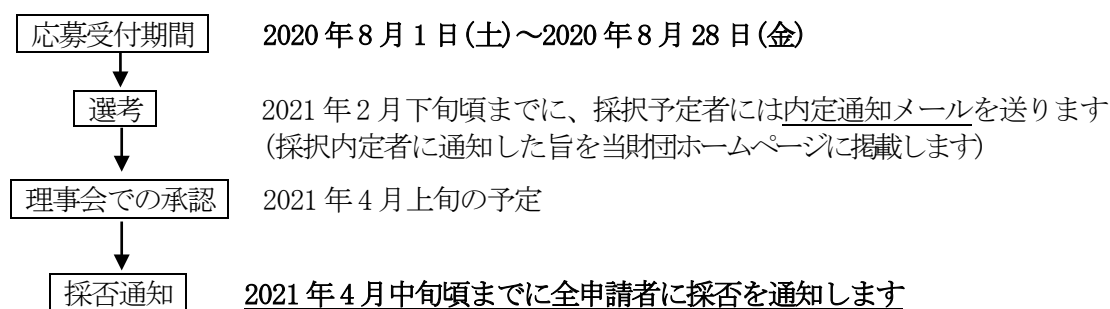 応募受付期間 2020年8月1日(土)～2020年8月28日(金)
選考 2021年2月下旬頃までに、採択予定者には内定通知メールを送ります
(採択内定者に通知した旨を当財団ホームページに掲載します)
理事会での承認 2021年4月上旬の予定
採否通知 2021年4月中旬頃までに全申請者に採否を通知します